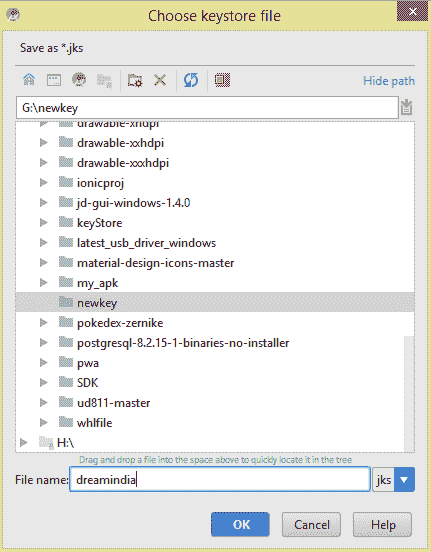 Choose keystore file
Save as *.jks
Hide path
G:\newkey
drawable-xhdpi
drawable-xxhdpi
drawable-xxxhdpi
ionicproj
jd-gui-windows-1.4.0
keyStore
latest_usb_driver_windows
material-design-icons-master
my_apk
newkey
pokedex-zernike
postgresql-8.2.15-1-binaries-no-installer
pwa
SDK
ud811-master
whlfile
H:\
Drag and drop a file into the space above to quickly locate it in the tree
File name: dreamindia jks
OK Cancel Help